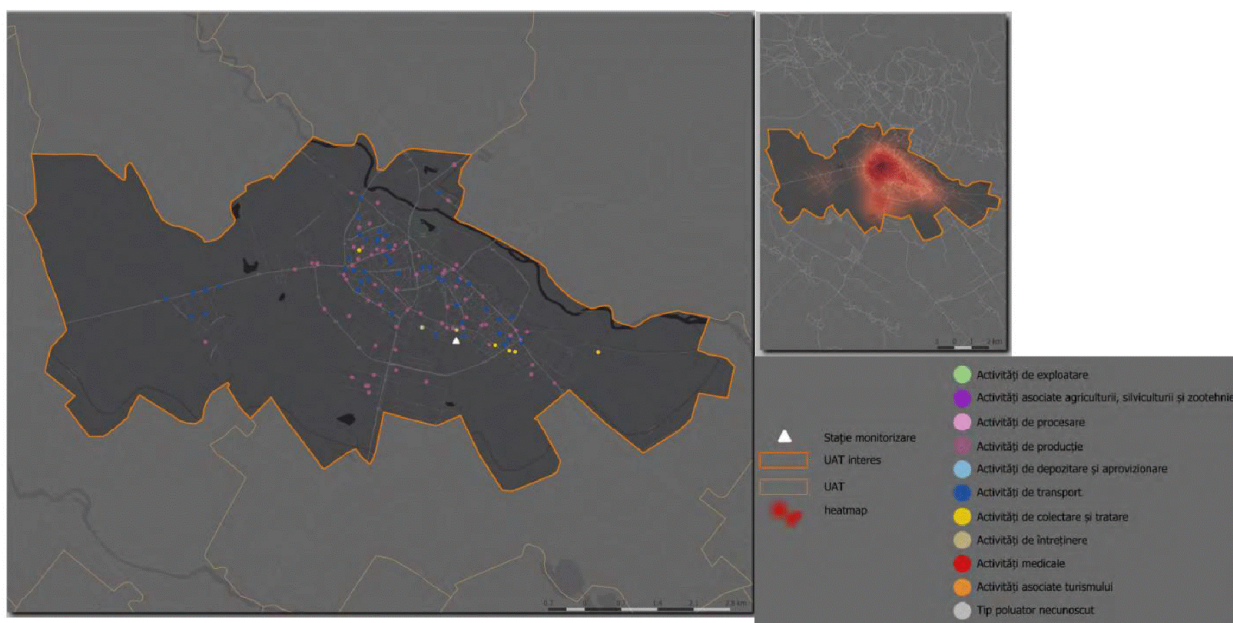 Stație monitorizare
UAT interes
UAT
heatmap
Activități de exploatare
Activități asociate agriculturii, silviculturii și zootehnie
Activități de procesare
Activități de producție
Activități de depozitare și aprovizionare
Activități de transport
Activități de colectare și tratare
Activități de întreținere
Activități medicale
Activități asociate turismului
Tip poluator necunoscut